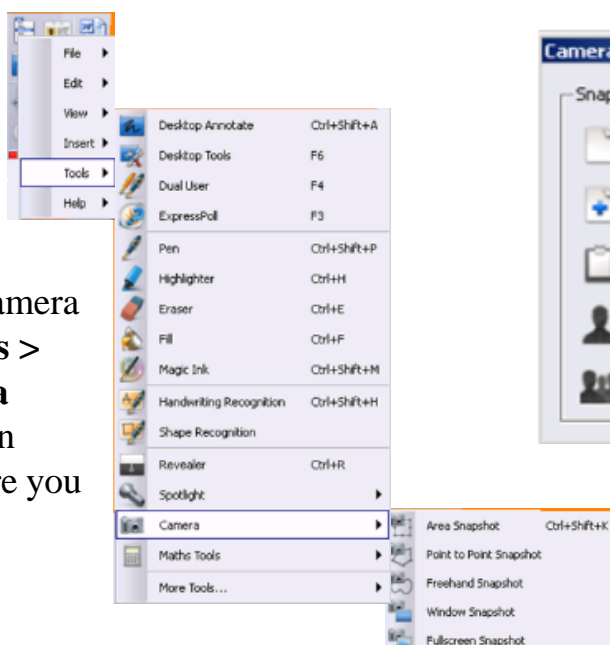 File
Edit
View
Insert
Tools
Help
Desktop Annotate Ctrl+Shift+A
Desktop Tools F6
Dual User F4
ExpressPoll F3
Pen Ctrl+Shift+P
Highlighter Ctrl+H
Eraser Ctrl+E
Fill Ctrl+F
Magic Ink Ctrl+Shift+M
Handwriting Recognition Ctrl+Shift+H
Shape Recognition
Revealer Ctrl+R
Spotlight
Camera
Maths Tools
More Tools...
Area Snapshot Ctrl+Shift+K
Point to Point Snapshot
Freehand Snapshot
Window Snapshot
Fullscreen Snapshot
amera
s >
a
n
re you
Camera
Snap